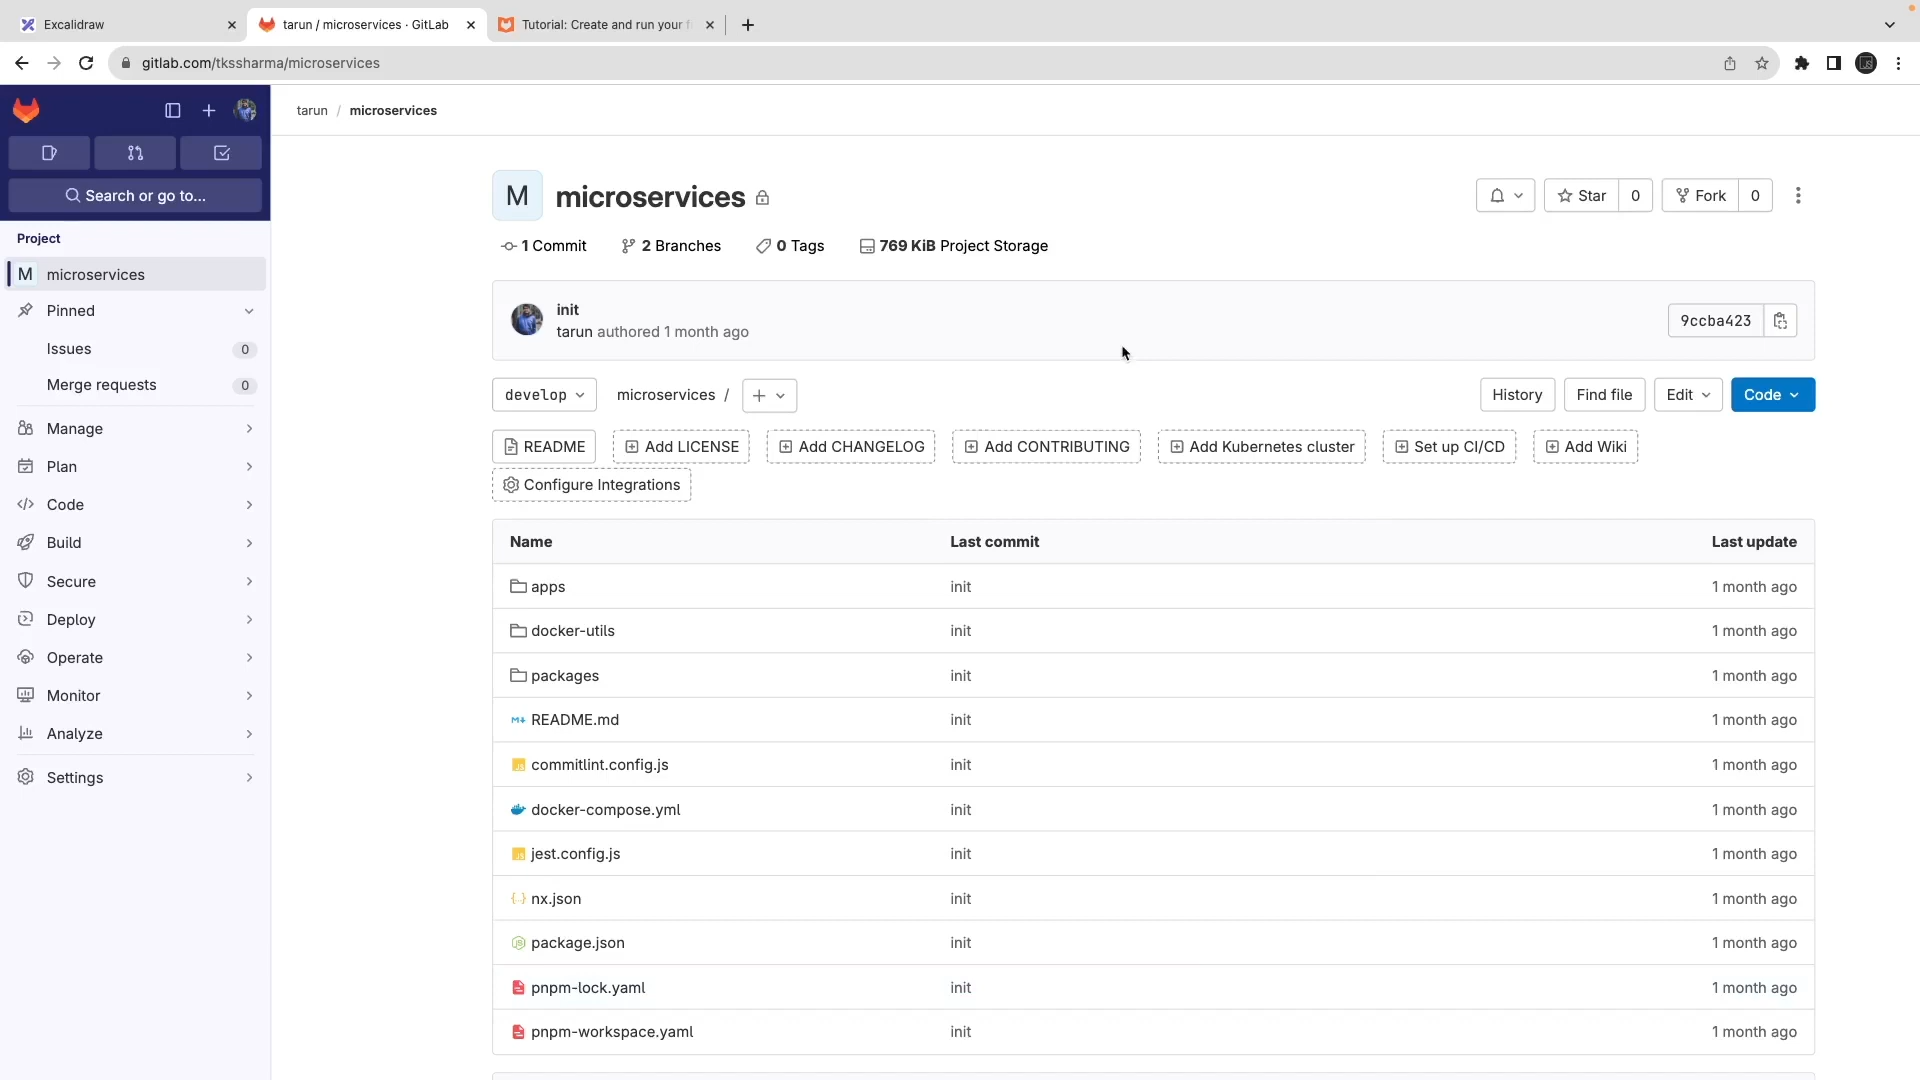 Excalidraw
tarun / microservices · GitLab
Tutorial: Create and run your f
gitlab.com/tkssharma/microservices
Search or go to...
Project
M microservices
Pinned
Issues 0
Merge requests 0
Manage
Plan
Code
Build
Secure
Deploy
Operate
Monitor
Analyze
Settings
tarun / microservices
M microservices
Star 0
Fork 0
1 Commit
2 Branches
0 Tags
769 KiB Project Storage
init
tarun authored 1 month ago
9ccba423
develop
microservices / +
History
Find file
Edit
Code
README
Add LICENSE
Add CHANGELOG
Add CONTRIBUTING
Add Kubernetes cluster
Set up CI/CD
Add Wiki
Configure Integrations
Name Last commit Last update
apps init 1 month ago
docker-utils init 1 month ago
packages init 1 month ago
README.md init 1 month ago
commitlint.config.js init 1 month ago
docker-compose.yml init 1 month ago
jest.config.js init 1 month ago
nx.json init 1 month ago
package.json init 1 month ago
pnpm-lock.yaml init 1 month ago
pnpm-workspace.yaml init 1 month ago